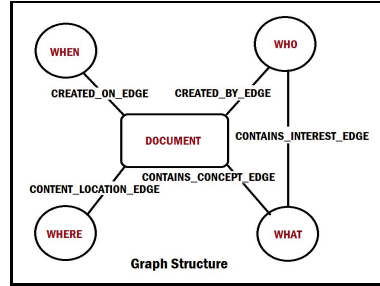 WHEN
WHO
CREATED_ON_EDGE
CREATED_BY_EDGE
DOCUMENT
CONTAINS_INTEREST_EDGE
CONTAINS_CONCEPT_EDGE
CONTENT_LOCATION_EDGE
WHERE
WHAT
Graph Structure